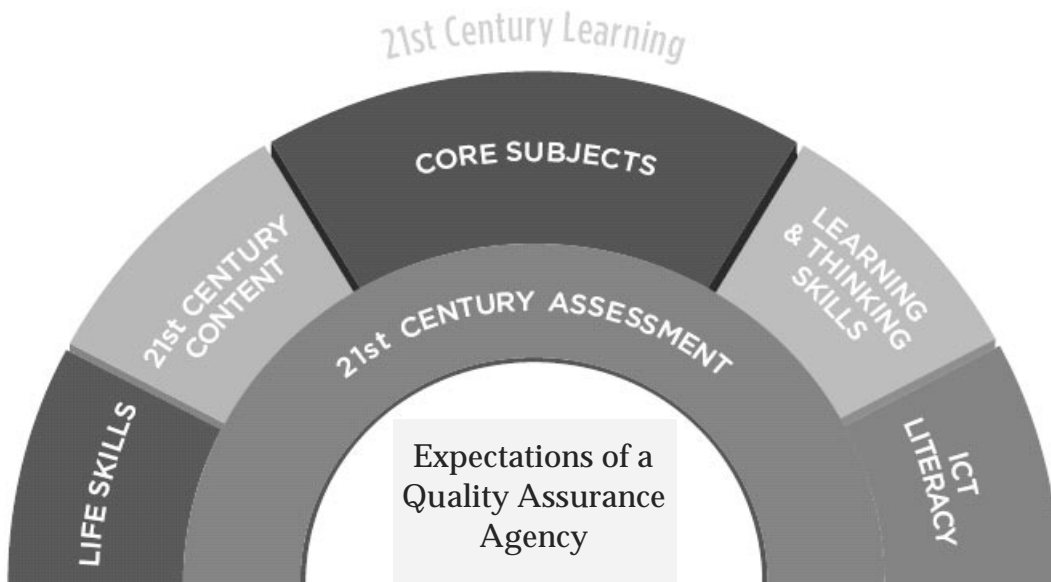 21st Century Learning
CORE SUBJECTS
21st CENTURY
CONTENT
LEARNING
& THINKING
SKILLS
LIFE SKILLS
21st CENTURY ASSESSMENT
ICT
LITERACY
Expectations of a
Quality Assurance
Agency